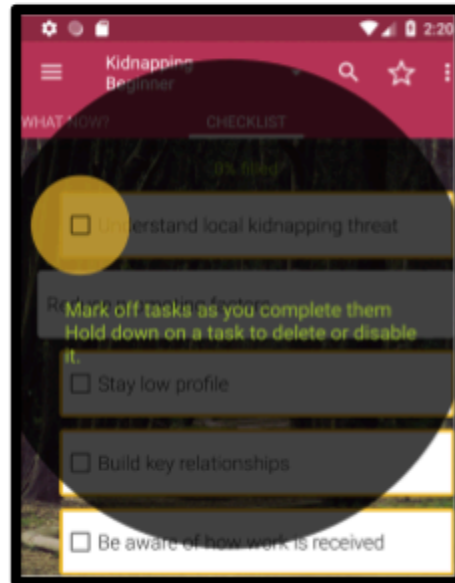 2:20
Kidnapping
Beginner
WHAT NOW?
CHECKLIST
0% filled
Understand local kidnapping threat
Mark off tasks as you complete them
Hold down on a task to delete or disable
it.
Stay low profile
Build key relationships
Be aware of how work is received